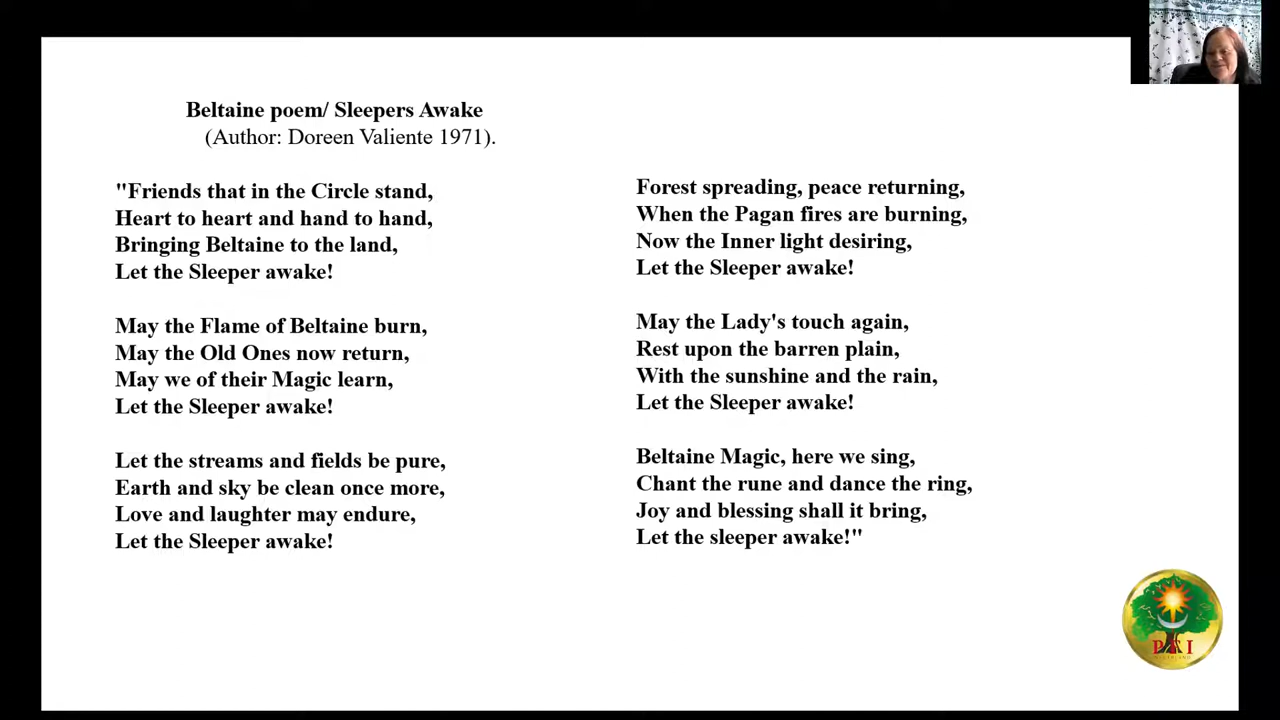 Beltaine poem/ Sleepers Awake
(Author: Doreen Valiente 1971).
"Friends that in the Circle stand,
Heart to heart and hand to hand,
Bringing Beltaine to the land,
Let the Sleeper awake!
May the Flame of Beltaine burn,
May the Old Ones now return,
May we of their Magic learn,
Let the Sleeper awake!
Let the streams and fields be pure,
Earth and sky be clean once more,
Love and laughter may endure,
Let the Sleeper awake!
Forest spreading, peace returning,
When the Pagan fires are burning,
Now the Inner light desiring,
Let the Sleeper awake!
May the Lady's touch again,
Rest upon the barren plain,
With the sunshine and the rain,
Let the Sleeper awake!
Beltaine Magic, here we sing,
Chant the rune and dance the ring,
Joy and blessing shall it bring,
Let the sleeper awake!"
PFI